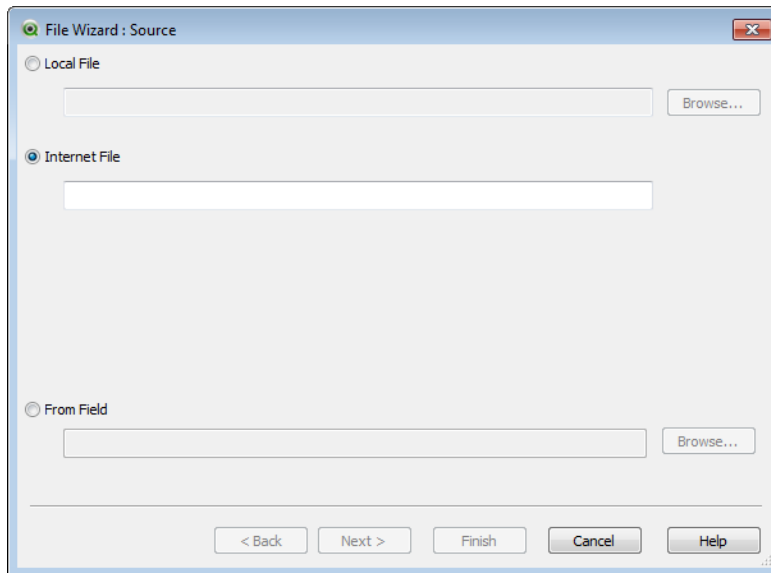 File Wizard : Source
Local File
Browse...
Internet File
From Field
Browse...
< Back Next > Finish Cancel Help